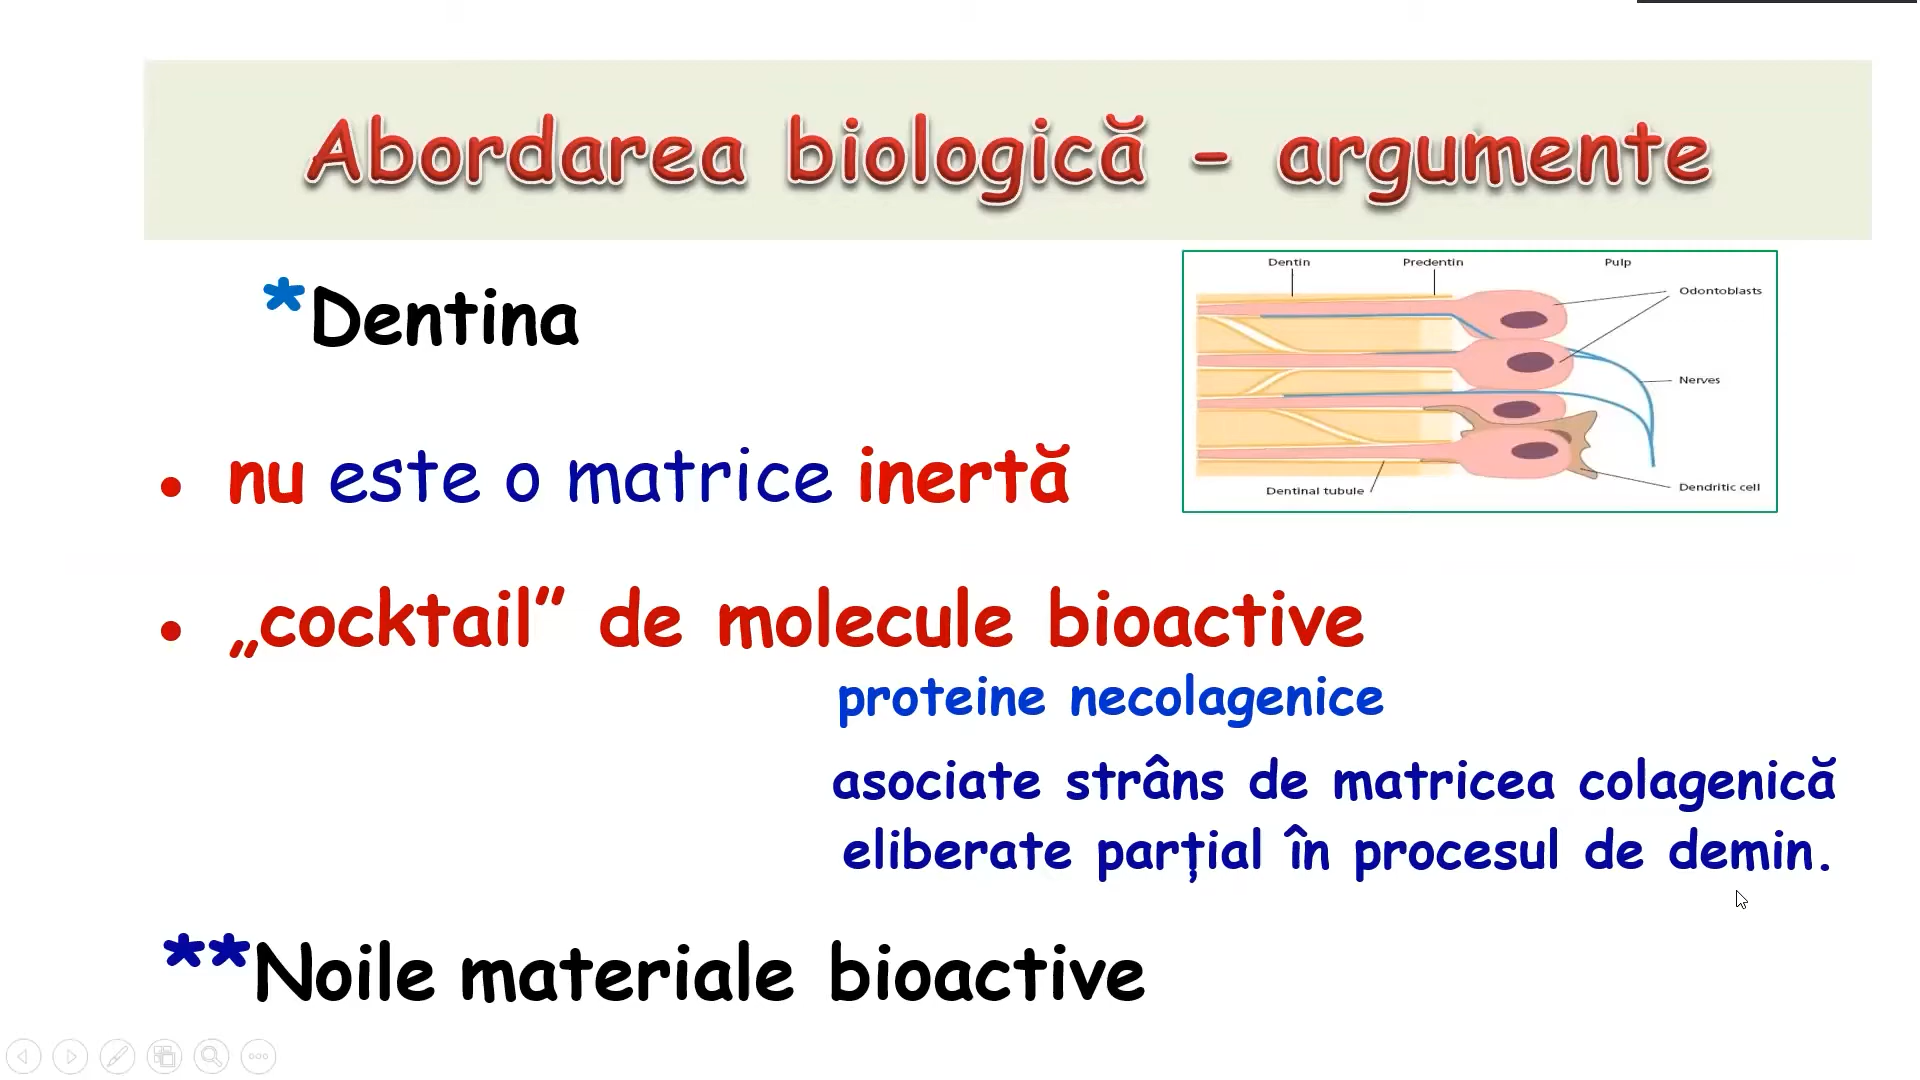 Abordarea biologică - argumente
*Dentina
Dentin Predentin Pulp
Odontoblasts
Nerves
Dendritic cell
Dentinal tubule
• nu este o matrice inertă
• „cocktail” de molecule bioactive
proteine necolagenice
asociate strâns de matricea colagenică
eliberate parțial în procesul de demin.
**Noile materiale bioactive